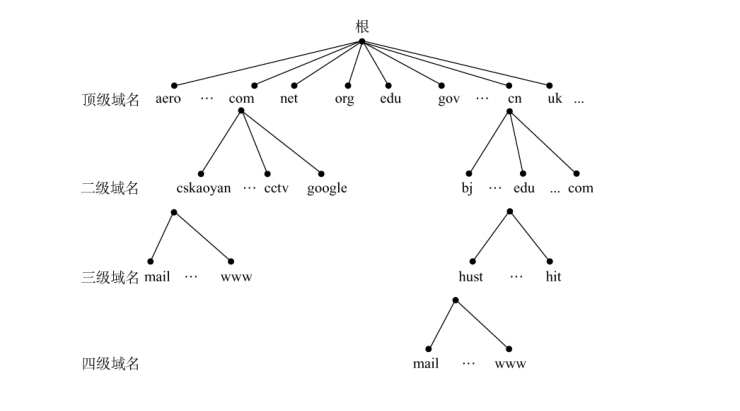 根
顶级域名 aero … com net org edu gov … cn uk ...
二级域名 cskaoyan … cctv google bj … edu ... com
三级域名 mail … www hust … hit
四级域名 mail … www